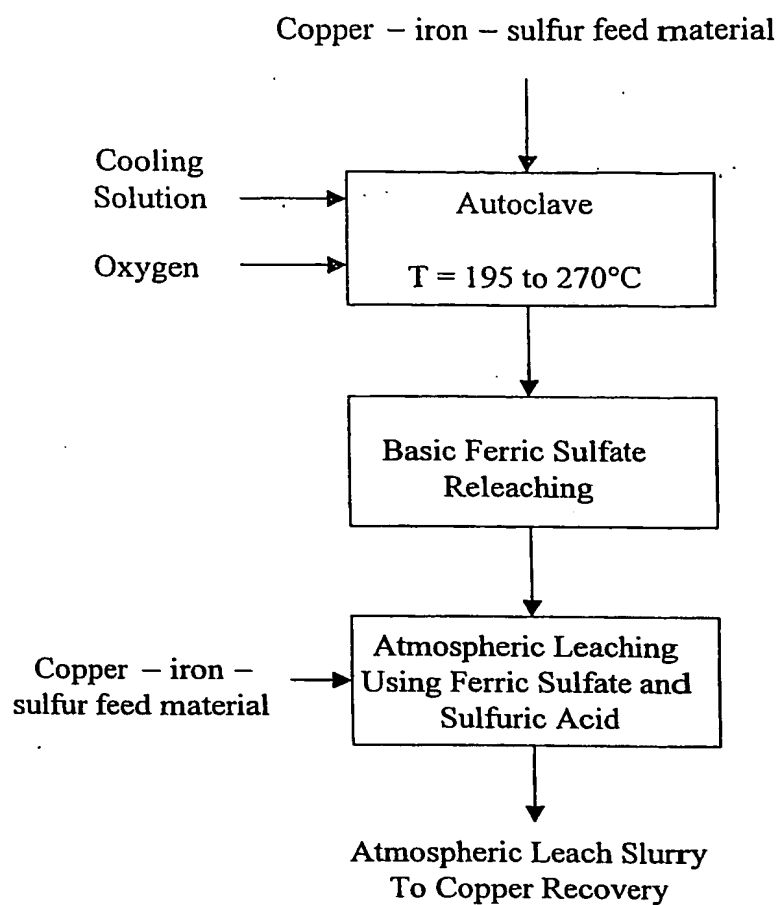 Copper – iron – sulfur feed material
Cooling
Solution
Autoclave
Oxygen
T = 195 to 270°C
Basic Ferric Sulfate
Releaching
Copper – iron –
sulfur feed material
Atmospheric Leaching
Using Ferric Sulfate and
Sulfuric Acid
Atmospheric Leach Slurry
To Copper Recovery